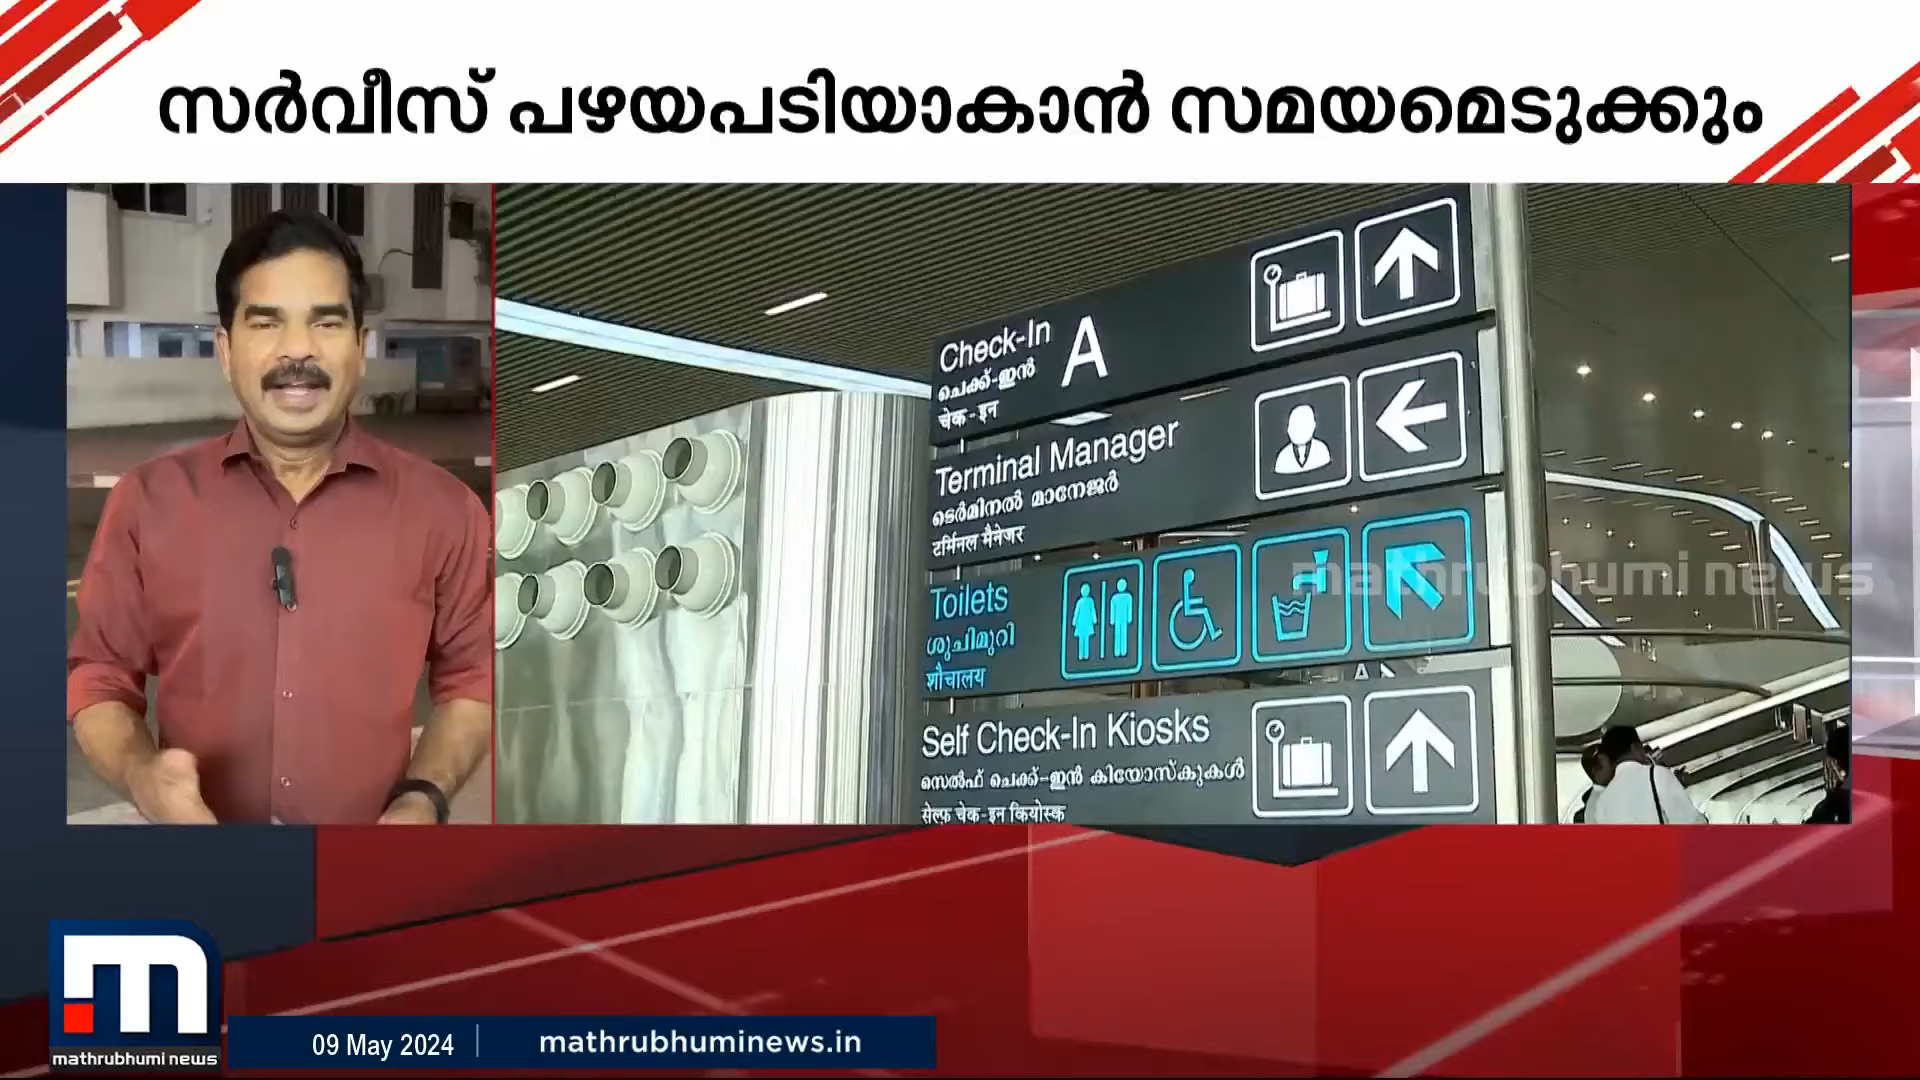 സർവീസ് പഴയപടിയാകാൻ സമയമെടുക്കും
Check-In A
ചെക്ക്-ഇൻ
चेक-इन
Terminal Manager
ടെർമിനൽ മാനേജർ
टर्मिनल मैनेजर
Toilets
ശുചിമുറി
शौचालय
Self Check-In Kiosks
സെൽഫ് ചെക്ക്-ഇൻ കിയോസ്കുകൾ
सेल्फ़ चेक-इन कियोस्क
mathrubhumi news
mathrubhumi news
09 May 2024
mathrubhuminews.in